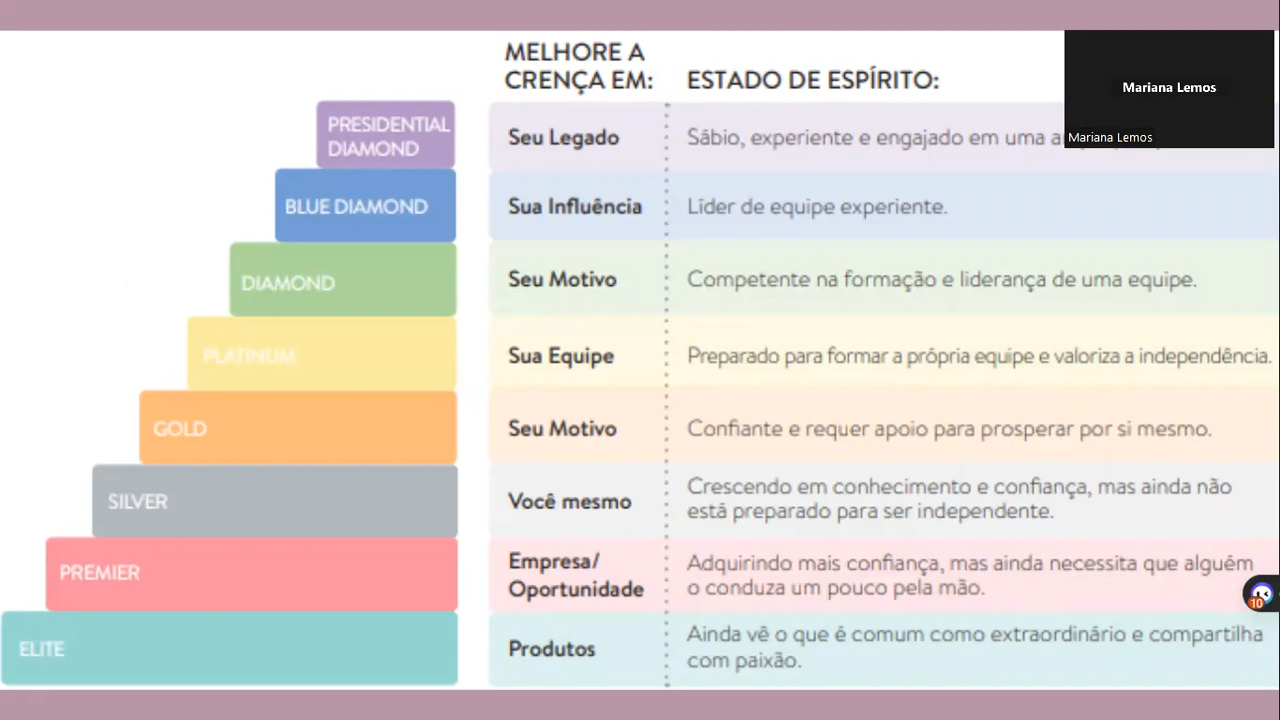 MELHORE A
CRENÇA EM:
ESTADO DE ESPÍRITO:
Mariana Lemos
Mariana Lemos
PRESIDENTIAL
DIAMOND
Seu Legado
Sábio, experiente e engajado em uma
BLUE DIAMOND
Sua Influência
Líder de equipe experiente.
DIAMOND
Seu Motivo
Competente na formação e liderança de uma equipe.
PLATINUM
Sua Equipe
Preparado para formar a própria equipe e valoriza a independência.
GOLD
Seu Motivo
Confiante e requer apoio para prosperar por si mesmo.
SILVER
Você mesmo
Crescendo em conhecimento e confiança, mas ainda não
está preparado para ser independente.
PREMIER
Empresa/
Oportunidade
Adquirindo mais confiança, mas ainda necessita que alguém
o conduza um pouco pela mão.
10
ELITE
Produtos
Ainda vê o que é comum como extraordinário e compartilha
com paixão.